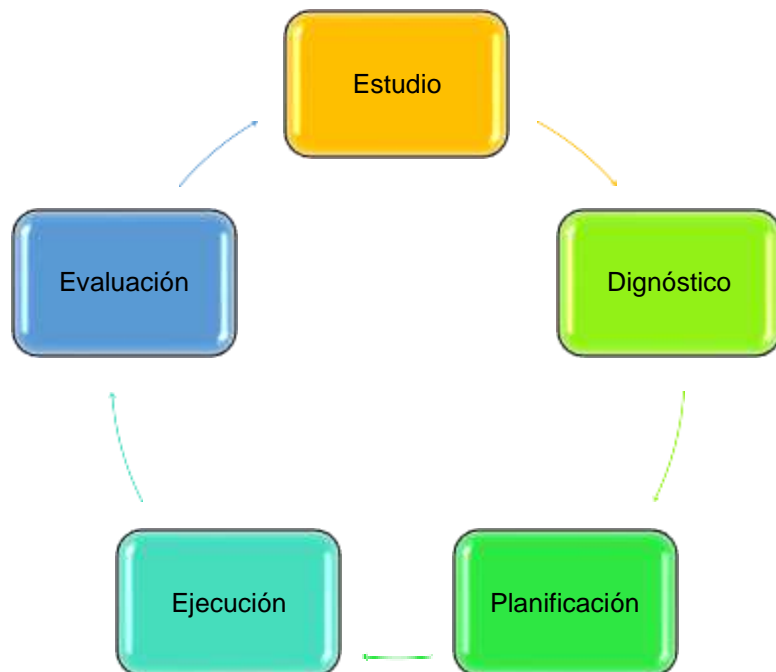 Estudio
Dignóstico
Planificación
Ejecución
Evaluación